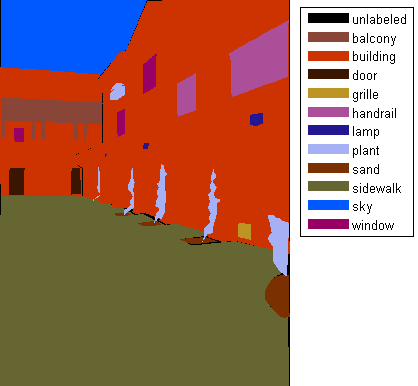 unlabeled
balcony
building
door
grille
handrail
lamp
plant
sand
sidewalk
sky
window